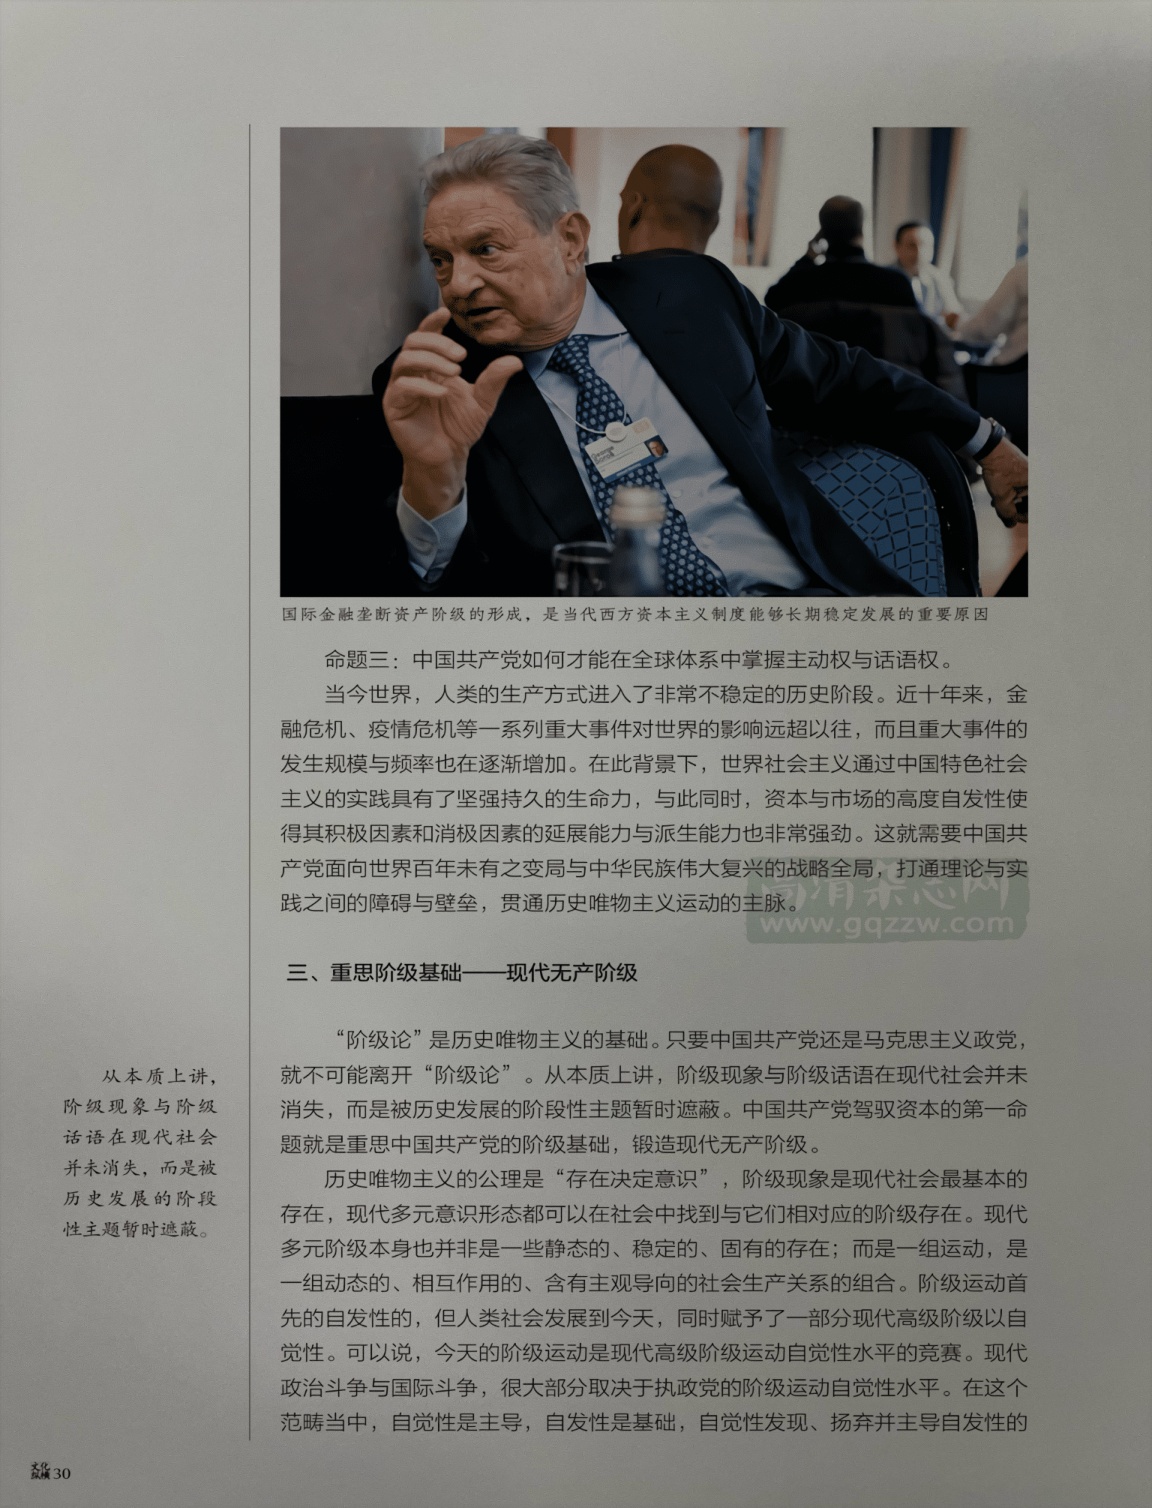 国际金融垄断资产阶级的形成，是当代西方资本主义制度能够长期稳定发展的重要原因
命题三：中国共产党如何才能在全球体系中掌握主动权与话语权。
当今世界，人类的生产方式进入了非常不稳定的历史阶段。近十年来，金
融危机、疫情危机等一系列重大事件对世界的影响远超以往，而且重大事件的
发生规模与频率也在逐渐增加。在此背景下，世界社会主义通过中国特色社会
主义的实践具有了坚强持久的生命力，与此同时，资本与市场的高度自发性使
得其积极因素和消极因素的延展能力与派生能力也非常强劲。这就需要中国共
产党面向世界百年未有之变局与中华民族伟大复兴的战略全局，打通理论与实
践之间的障碍与壁垒，贯通历史唯物主义运动的主脉。
高清杂志网
www.gqzzw.com
三、重思阶级基础——现代无产阶级
“阶级论”是历史唯物主义的基础。只要中国共产党还是马克思主义政党，
就不可能离开“阶级论”。从本质上讲，阶级现象与阶级话语在现代社会并未
消失，而是被历史发展的阶段性主题暂时遮蔽。中国共产党驾驭资本的第一命
题就是重思中国共产党的阶级基础，锻造现代无产阶级。
历史唯物主义的公理是“存在决定意识”，阶级现象是现代社会最基本的
存在，现代多元意识形态都可以在社会中找到与它们相对应的阶级存在。现代
多元阶级本身也并非是一些静态的、稳定的、固有的存在；而是一组运动，是
一组动态的、相互作用的、含有主观导向的社会生产关系的组合。阶级运动首
先的自发性的，但人类社会发展到今天，同时赋予了一部分现代高级阶级以自
觉性。可以说，今天的阶级运动是现代高级阶级运动自觉性水平的竞赛。现代
政治斗争与国际斗争，很大部分取决于执政党的阶级运动自觉性水平。在这个
范畴当中，自觉性是主导，自发性是基础，自觉性发现、扬弃并主导自发性的
从本质上讲，
阶级现象与阶级
话语在现代社会
并未消失，而是被
历史发展的阶段
性主题暂时遮蔽。
文化
纵横 30